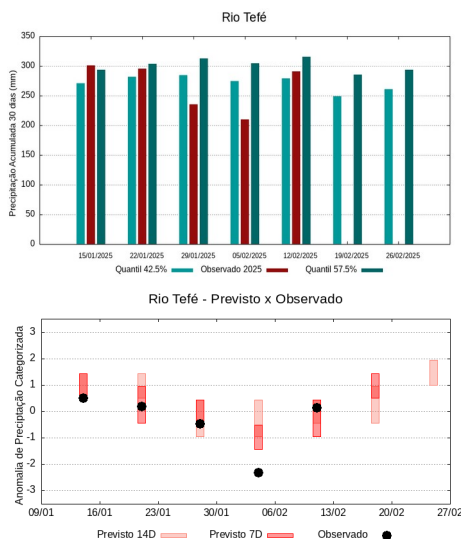 Rio Tefé
Precipitação Acumulada 30 dias (mm)
350
300
250
200
150
100
50
0
15/01/2025 22/01/2025 29/01/2025 05/02/2025 12/02/2025 19/02/2025 26/02/2025
Quantil 42.5% Observado 2025 Quantil 57.5%
Rio Tefé - Previsto x Observado
Anomalia de Preciptação Categorizada
3
2
1
0
-1
-2
-3
09/01 16/01 23/01 30/01 06/02 13/02 20/02 27/02
Previsto 14D Previsto 7D Observado